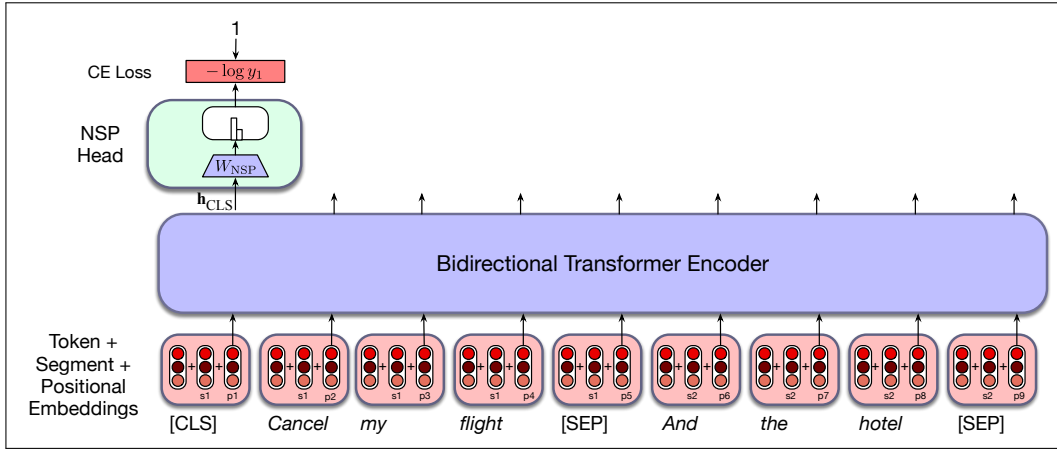 1
CE Loss
− log y₁
NSP
Head
W_NSP
h_CLS
Bidirectional Transformer Encoder
Token +
Segment +
Positional
Embeddings
+ + + + + + + + + + + + + + + + + +
s1 p1 s1 p2 s1 p3 s1 p4 s1 p5 s2 p6 s2 p7 s2 p8 s2 p9
[CLS] Cancel my flight [SEP] And the hotel [SEP]